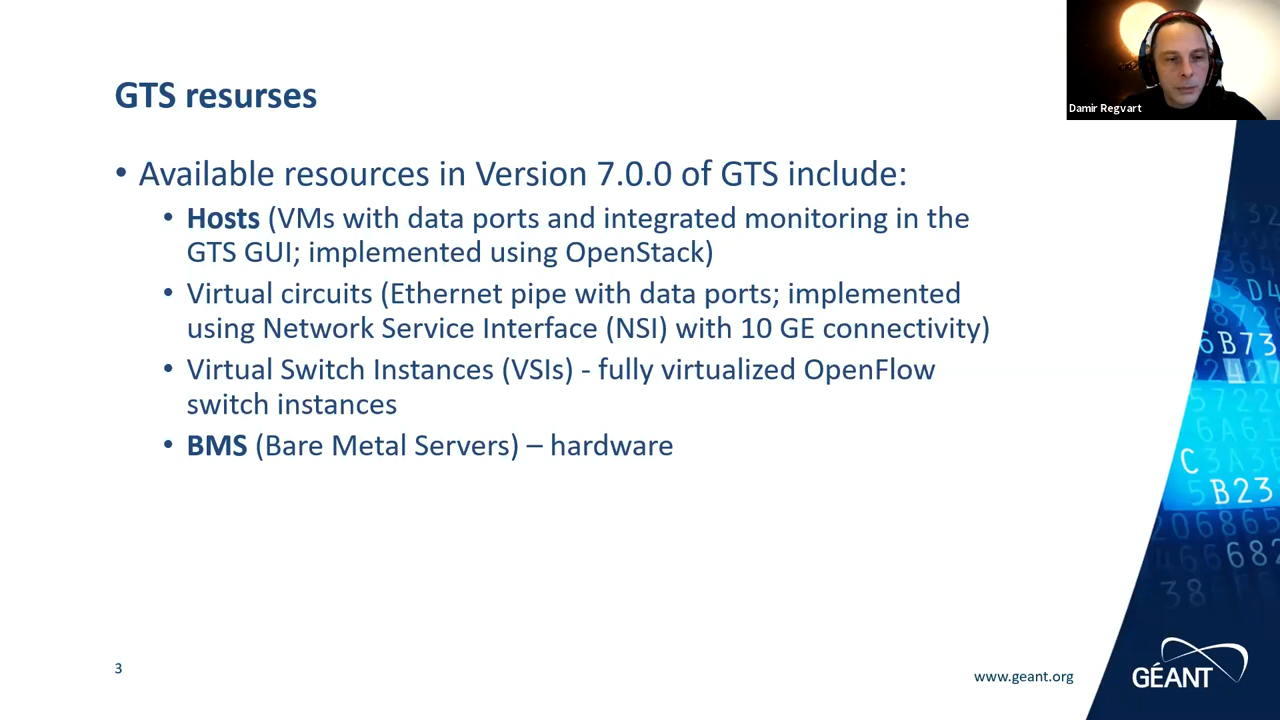 GTS resurses
Damir Regvart
• Available resources in Version 7.0.0 of GTS include:
• Hosts (VMs with data ports and integrated monitoring in the
GTS GUI; implemented using OpenStack)
• Virtual circuits (Ethernet pipe with data ports; implemented
using Network Service Interface (NSI) with 10 GE connectivity)
• Virtual Switch Instances (VSIs) - fully virtualized OpenFlow
switch instances
• BMS (Bare Metal Servers) – hardware
6B73
C
B23
682
3
www.geant.org
GÉANT